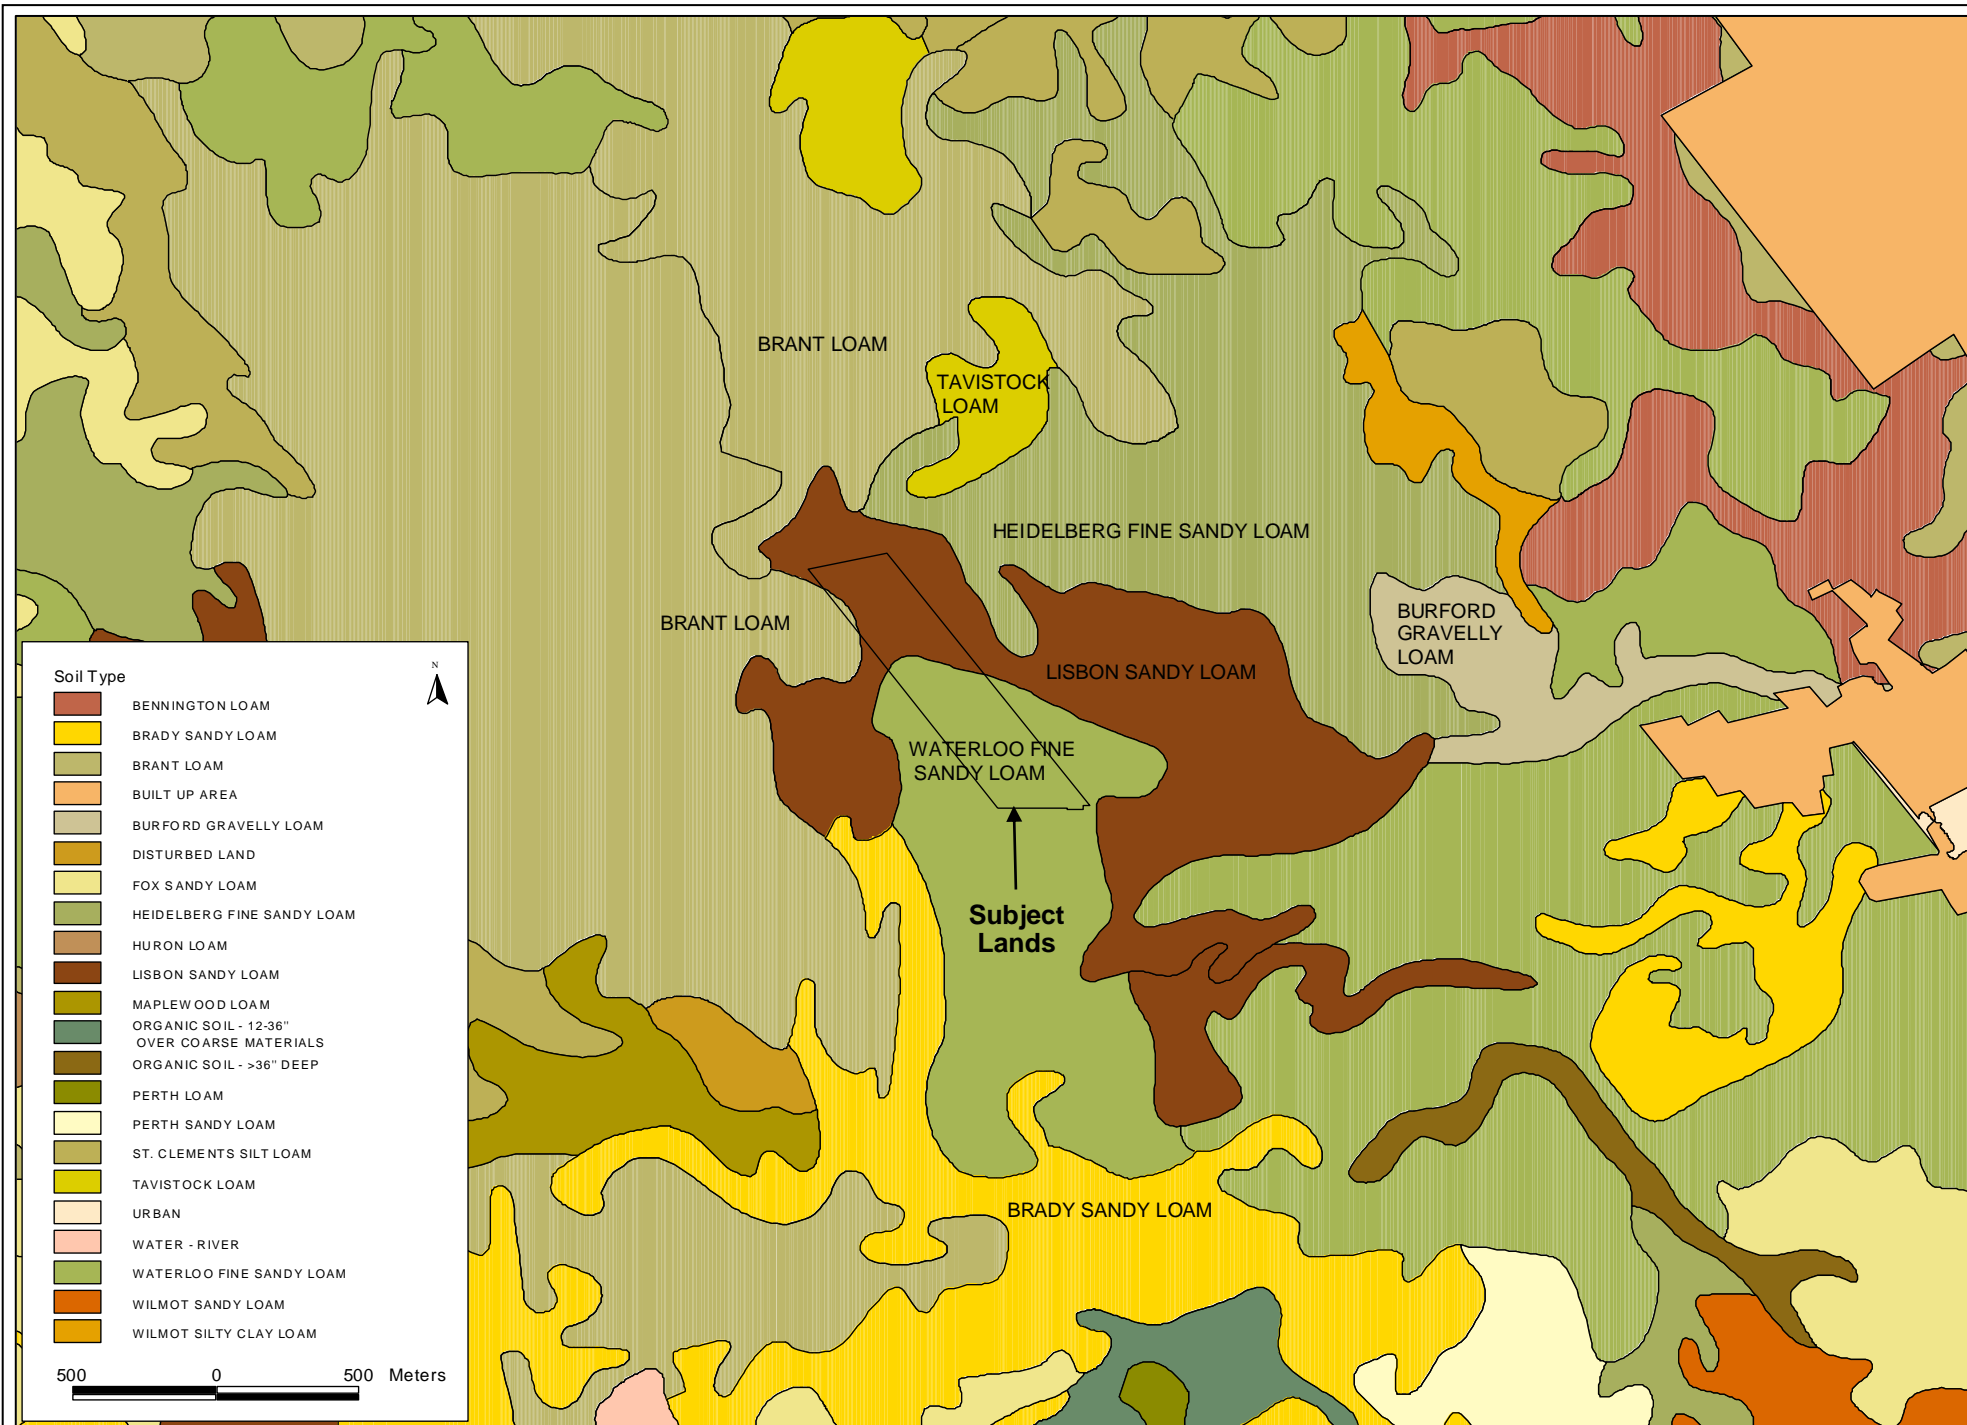 BRANT LOAM
TAVISTOCK
LOAM
HEIDELBERG FINE SANDY LOAM
BRANT LOAM
BURFORD
GRAVELLY
LOAM
LISBON SANDY LOAM
WATERLOO FINE
SANDY LOAM
Subject
Lands
BRADY SANDY LOAM
Soil Type
N
BENNINGTON LOAM
BRADY SANDY LOAM
BRANT LOAM
BUILT UP AREA
BURFORD GRAVELLY LOAM
DISTURBED LAND
FOX SANDY LOAM
HEIDELBERG FINE SANDY LOAM
HURON LOAM
LISBON SANDY LOAM
MAPLEWOOD LOAM
ORGANIC SOIL - 12-36"
OVER COARSE MATERIALS
ORGANIC SOIL - >36" DEEP
PERTH LOAM
PERTH SANDY LOAM
ST. CLEMENTS SILT LOAM
TAVISTOCK LOAM
URBAN
WATER - RIVER
WATERLOO FINE SANDY LOAM
WILMOT SANDY LOAM
WILMOT SILTY CLAY LOAM
500 0 500 Meters